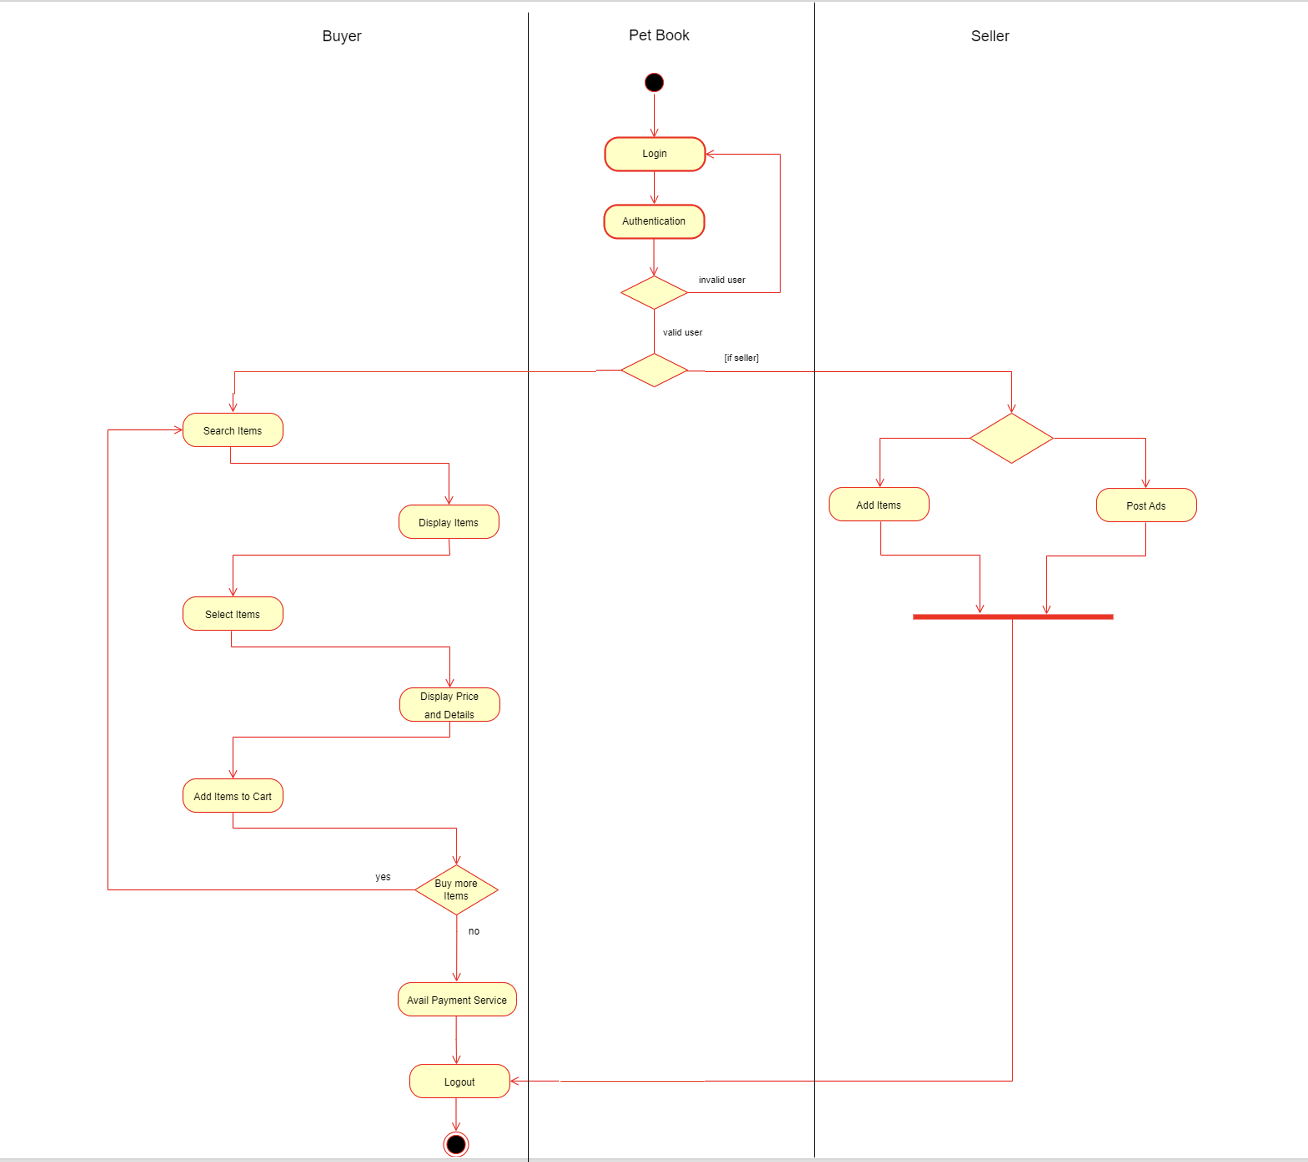 Buyer
Pet Book
Seller
Login
Authentication
invalid user
valid user
[if seller]
Search Items
Display Items
Add Items
Post Ads
Select Items
Display Price
and Details
Add Items to Cart
yes
Buy more
Items
no
Avail Payment Service
Logout